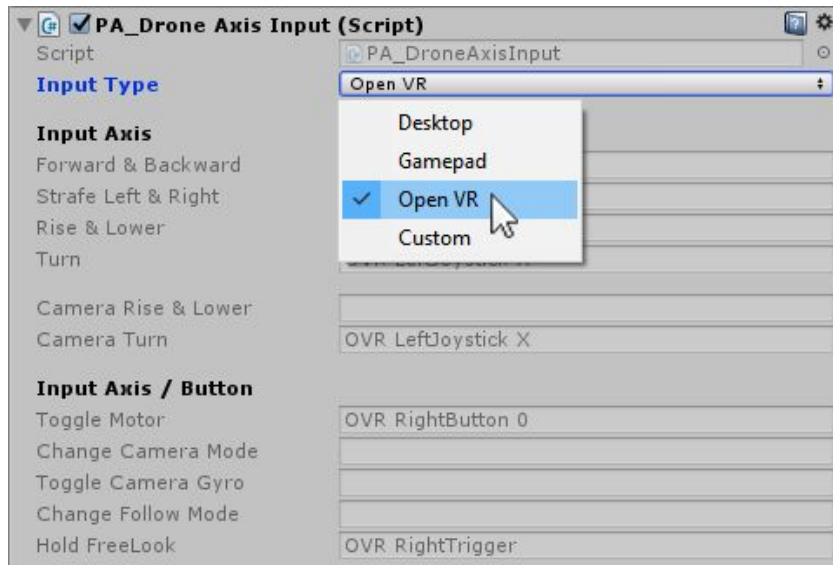 PA_Drone Axis Input (Script)
Script PA_DroneAxisInput
Input Type Open VR
Desktop
Input Axis
Forward & Backward Gamepad
Strafe Left & Right Open VR
Rise & Lower Custom
Turn
Camera Rise & Lower
Camera Turn OVR LeftJoystick X
Input Axis / Button
Toggle Motor OVR RightButton 0
Change Camera Mode
Toggle Camera Gyro
Change Follow Mode
Hold FreeLook OVR RightTrigger